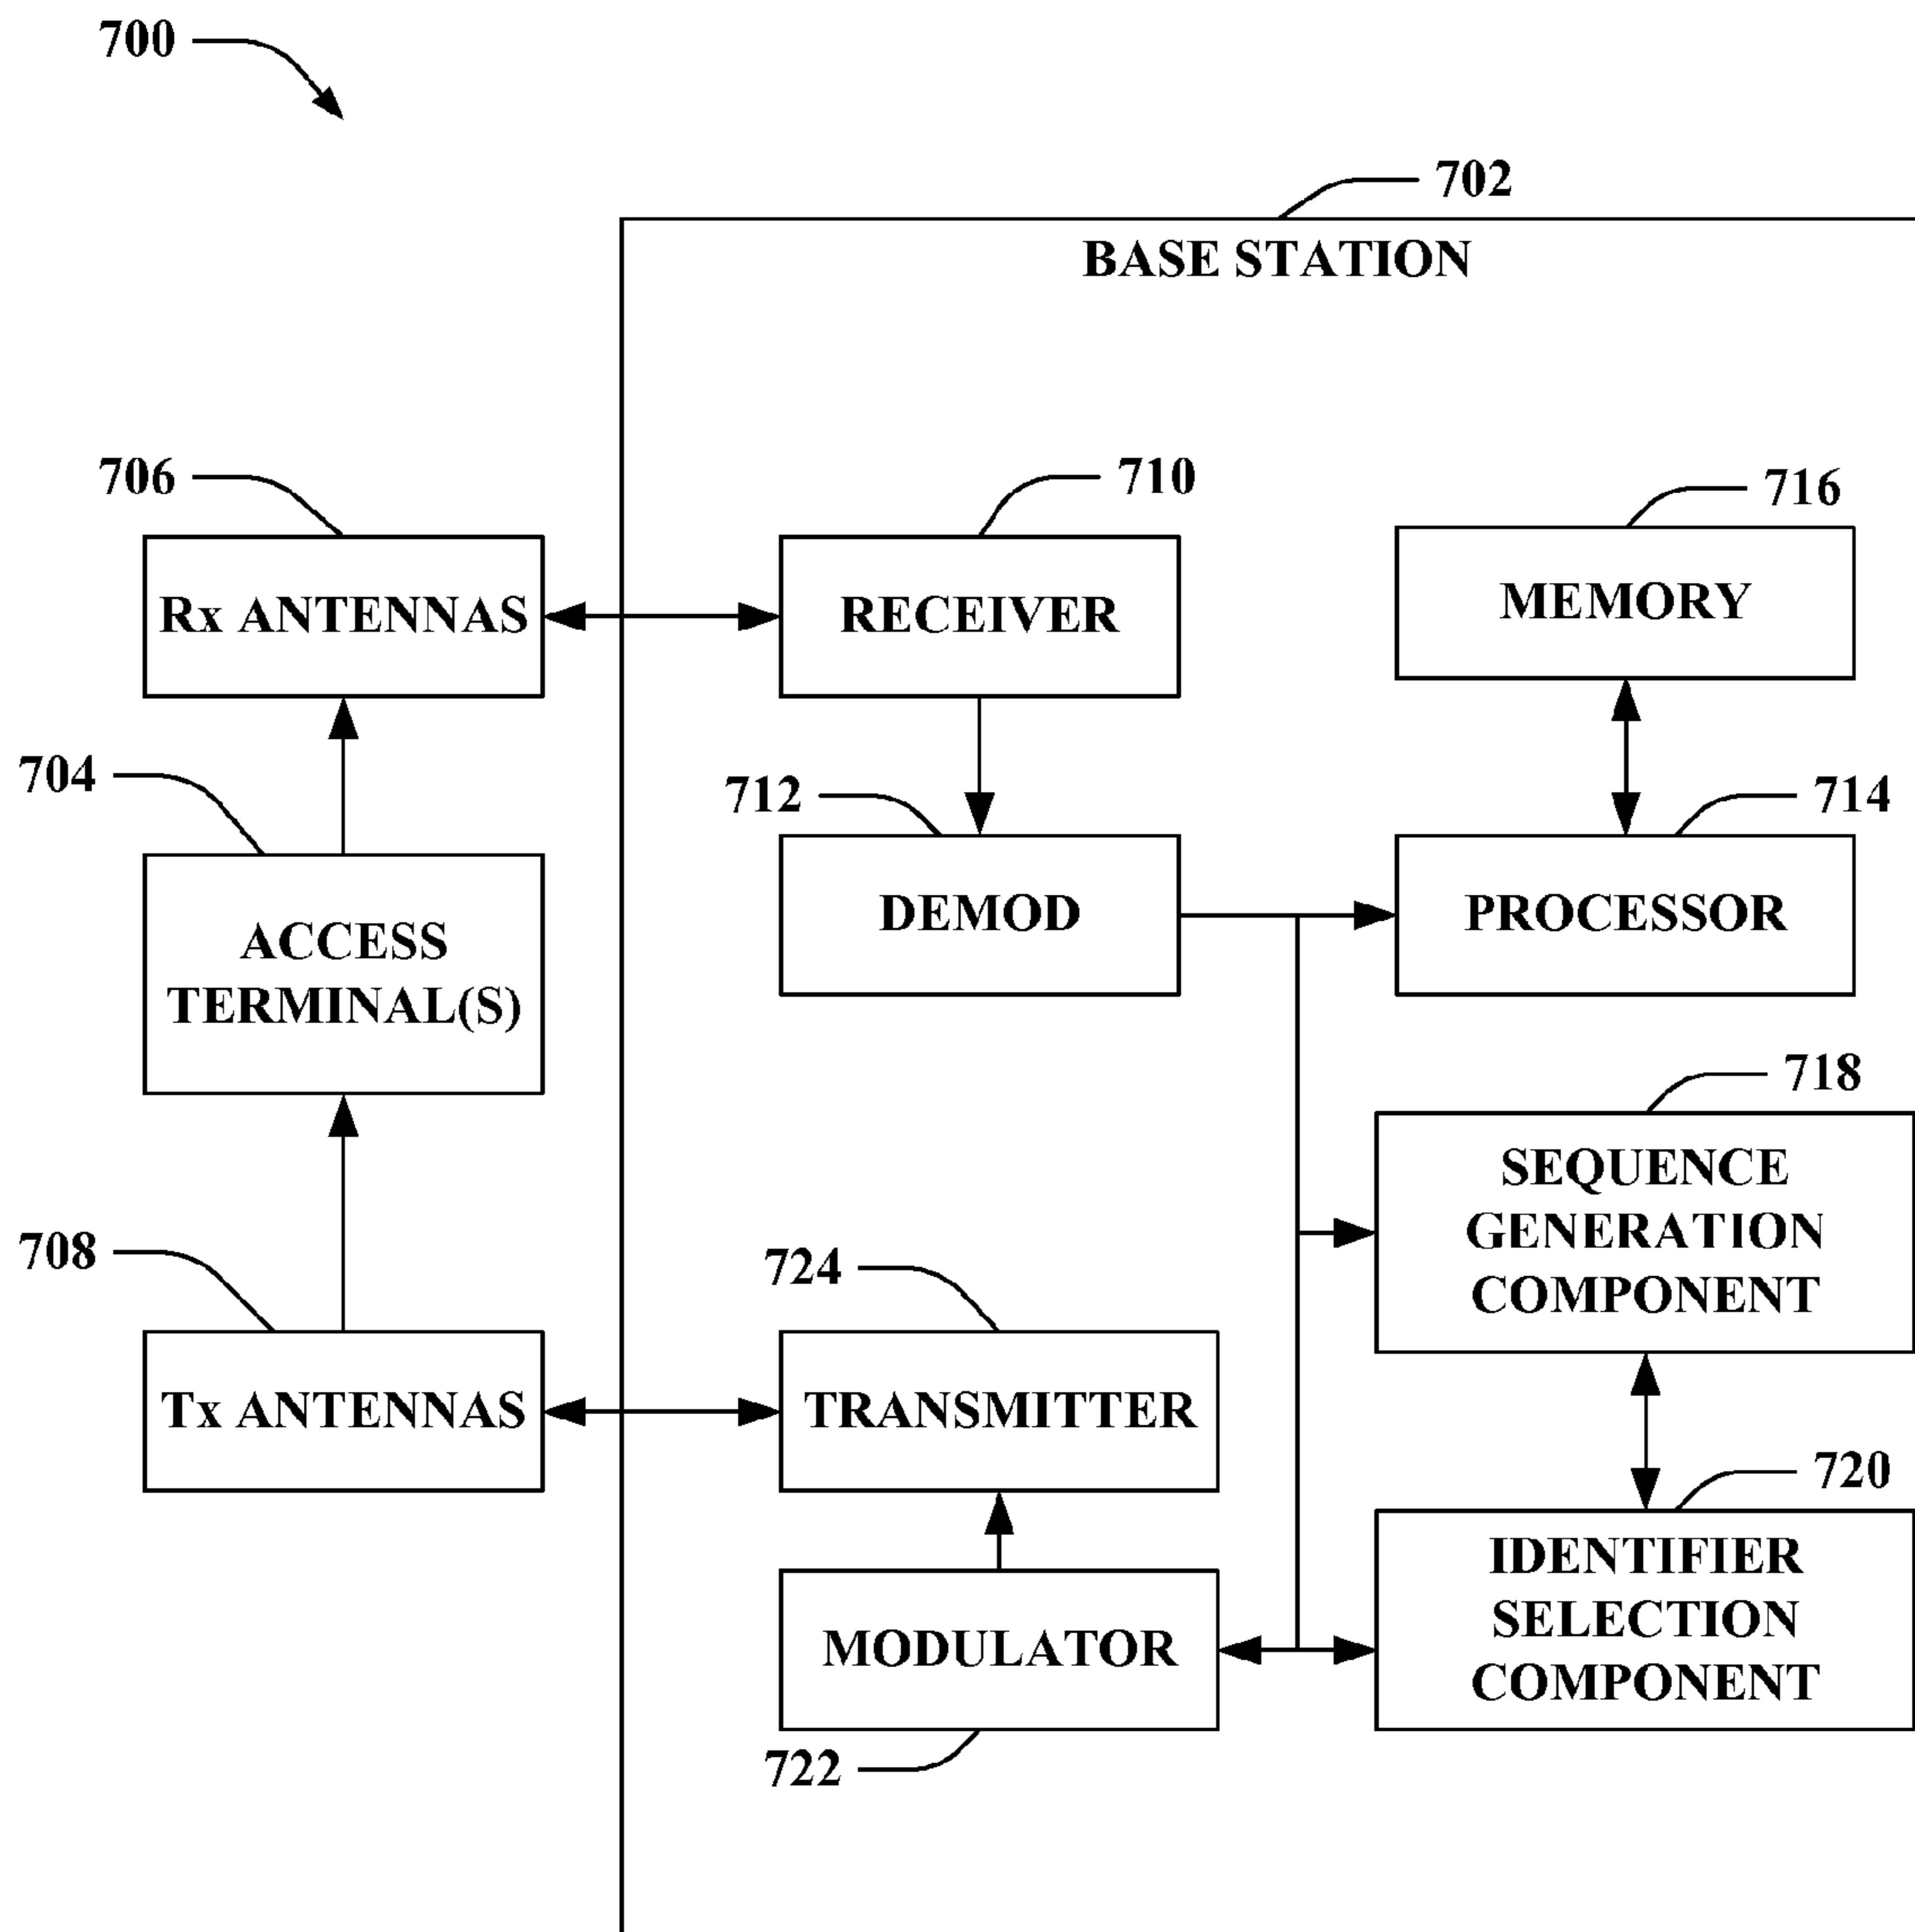 700
702
BASE STATION
706
710
716
Rx ANTENNAS
RECEIVER
MEMORY
704
712
714
ACCESS
TERMINAL(S)
DEMOD
PROCESSOR
718
SEQUENCE
GENERATION
COMPONENT
708
724
Tx ANTENNAS
TRANSMITTER
720
IDENTIFIER
SELECTION
COMPONENT
MODULATOR
722